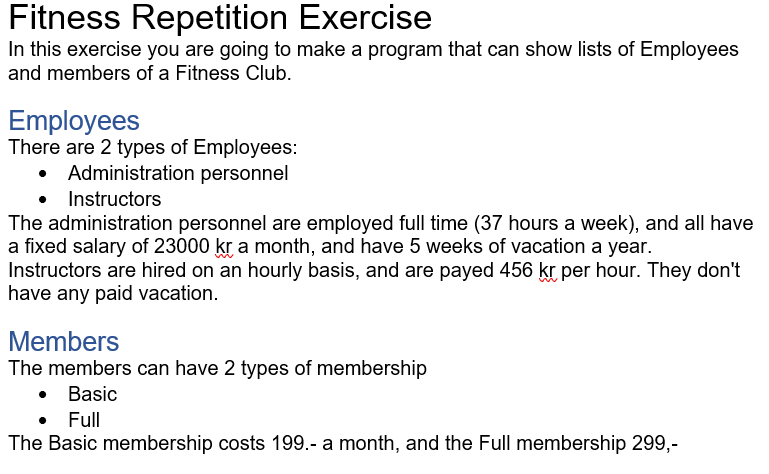 Fitness Repetition Exercise
In this exercise you are going to make a program that can show lists of Employees
and members of a Fitness Club.
Employees
There are 2 types of Employees:
• Administration personnel
• Instructors
The administration personnel are employed full time (37 hours a week), and all have
a fixed salary of 23000 kr a month, and have 5 weeks of vacation a year.
Instructors are hired on an hourly basis, and are payed 456 kr per hour. They don't
have any paid vacation.
Members
The members can have 2 types of membership
• Basic
• Full
The Basic membership costs 199.- a month, and the Full membership 299,-